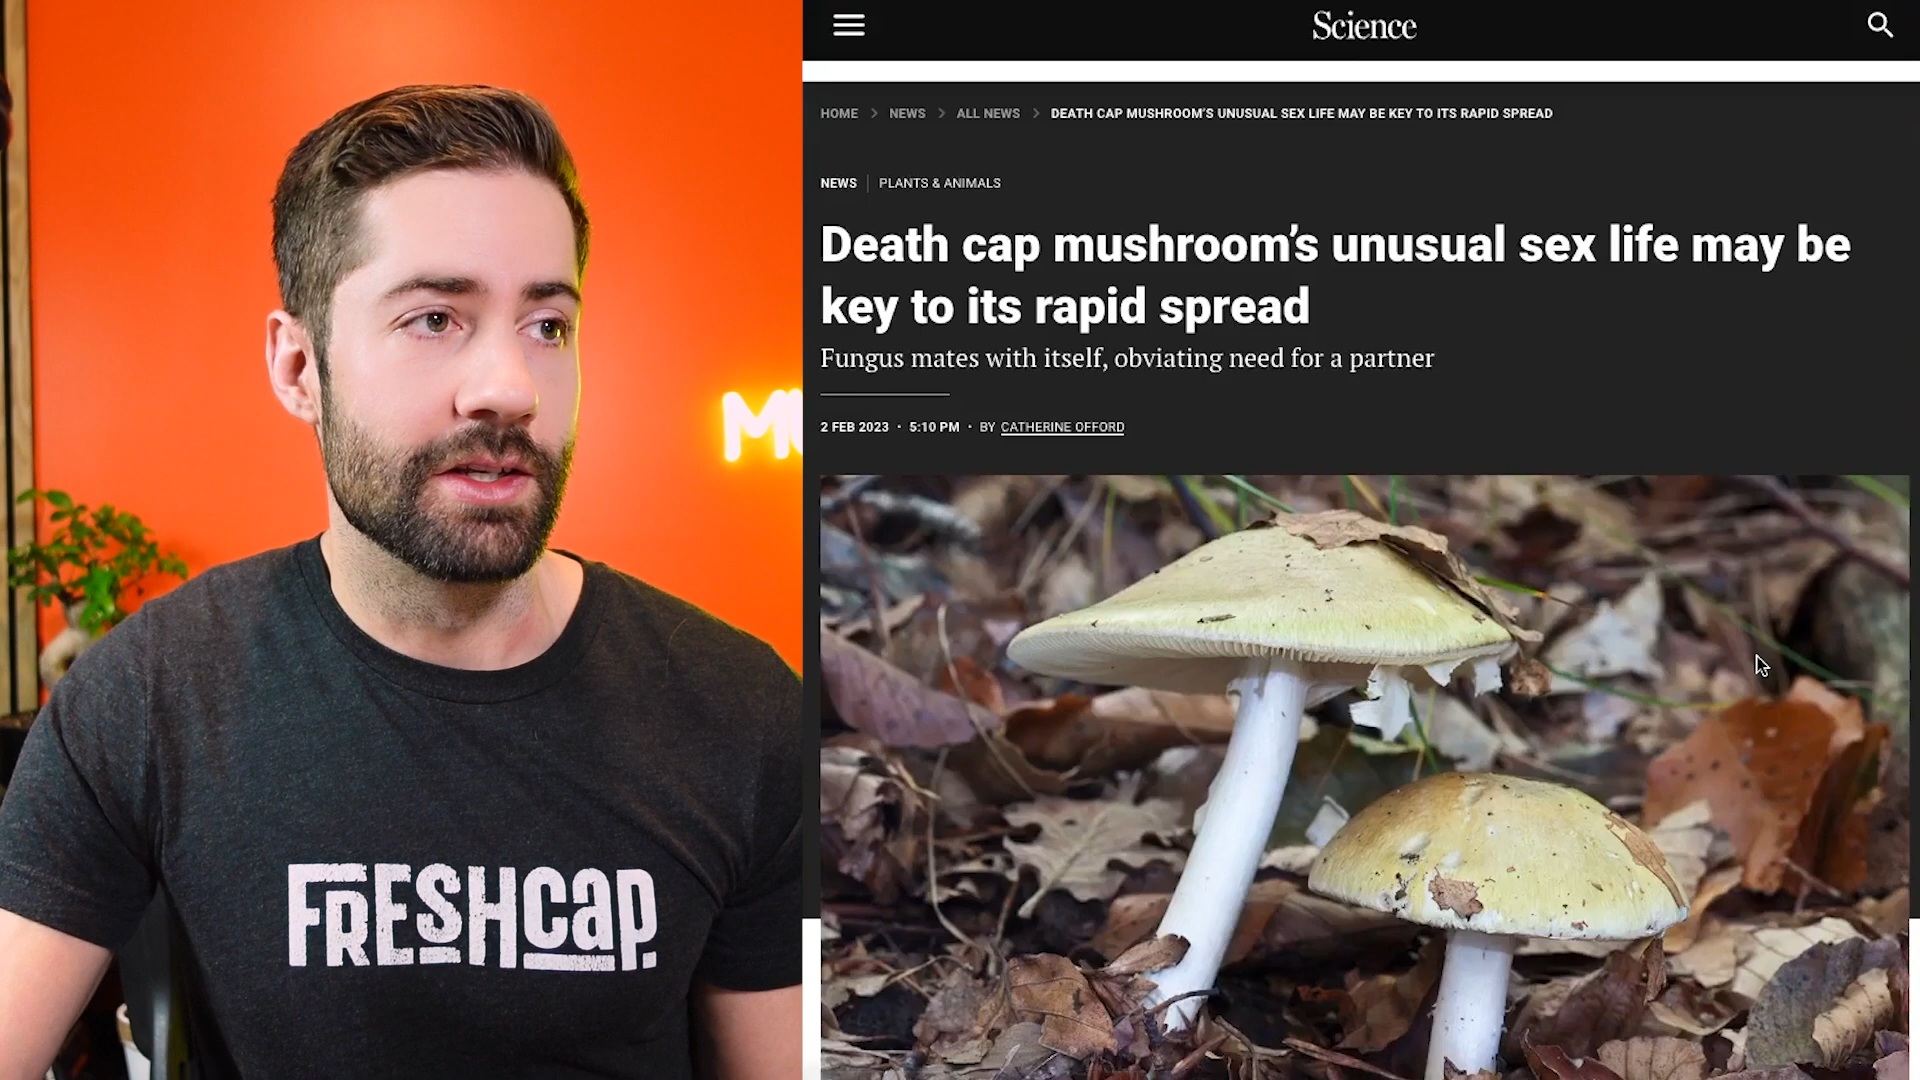 Science
HOME > NEWS > ALL NEWS > DEATH CAP MUSHROOM'S UNUSUAL SEX LIFE MAY BE KEY TO ITS RAPID SPREAD
NEWS | PLANTS & ANIMALS
Death cap mushroom's unusual sex life may be
key to its rapid spread
Fungus mates with itself, obviating need for a partner
2 FEB 2023 · 5:10 PM · BY CATHERINE OFFORD
FRESHCAP.